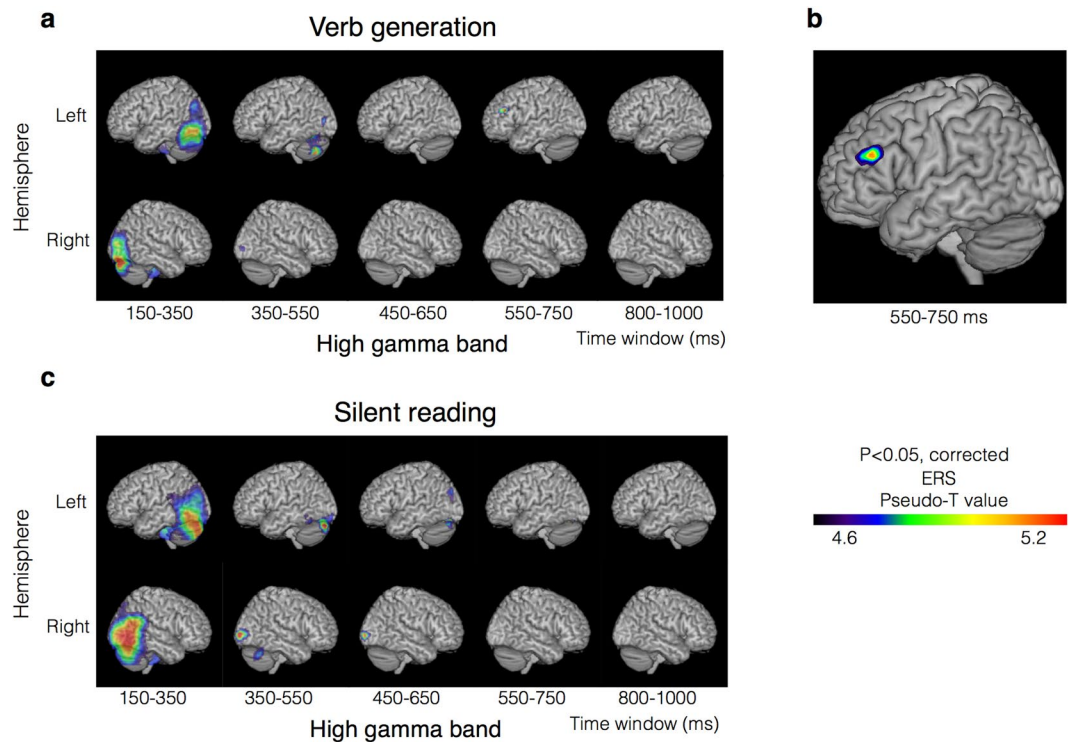 a
Verb generation
Hemisphere
Left
Right
150-350 350-550 450-650 550-750 800-1000
High gamma band Time window (ms)
b
550-750 ms
c
Silent reading
Hemisphere
Left
Right
150-350 350-550 450-650 550-750 800-1000
High gamma band Time window (ms)
P<0.05, corrected
ERS
Pseudo-T value
4.6 5.2